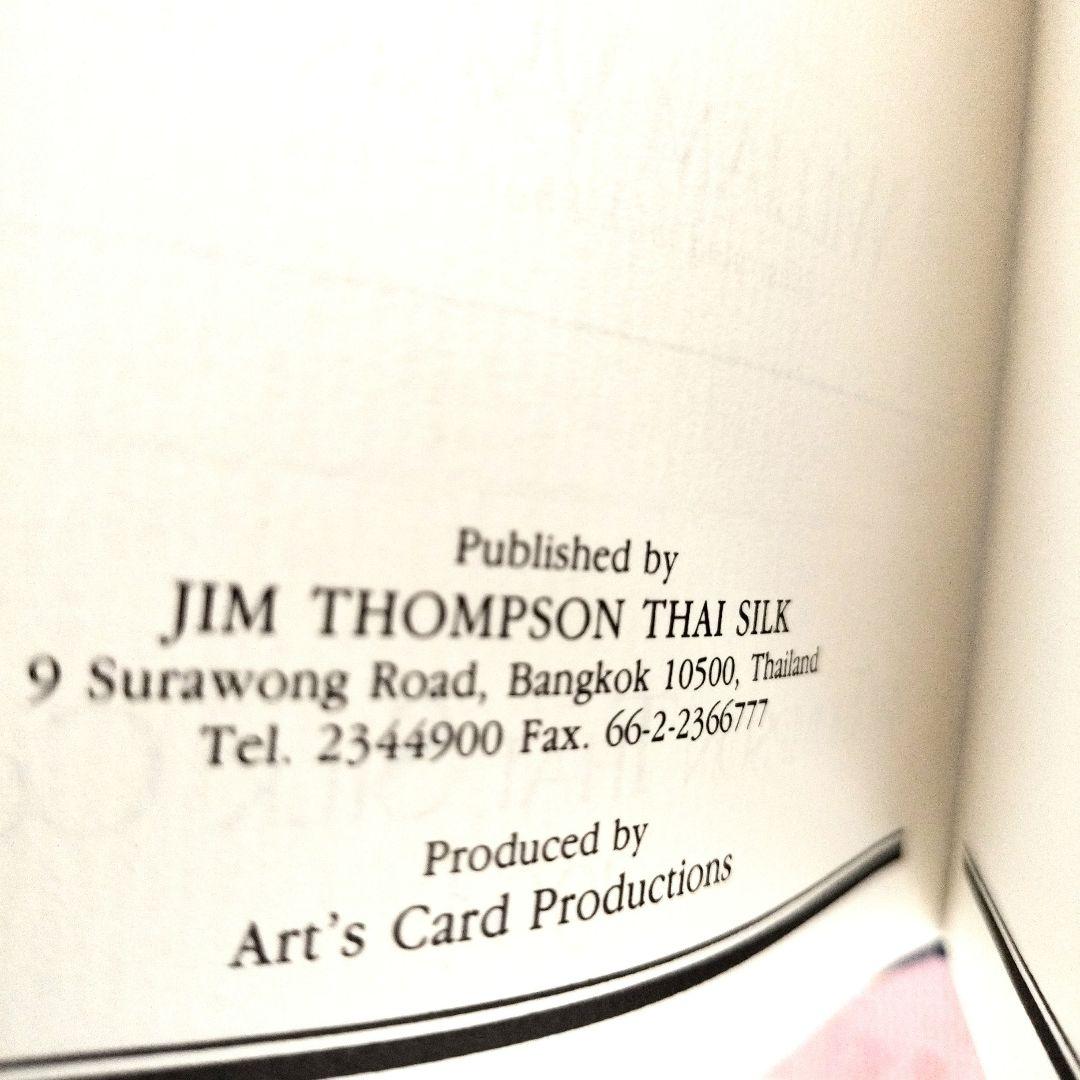 Published by
JIM THOMPSON THAI SILK
9 Surawong Road, Bangkok 10500, Thailand
Tel. 2344900 Fax. 66-2-2366777
Produced by
Art's Card Productions